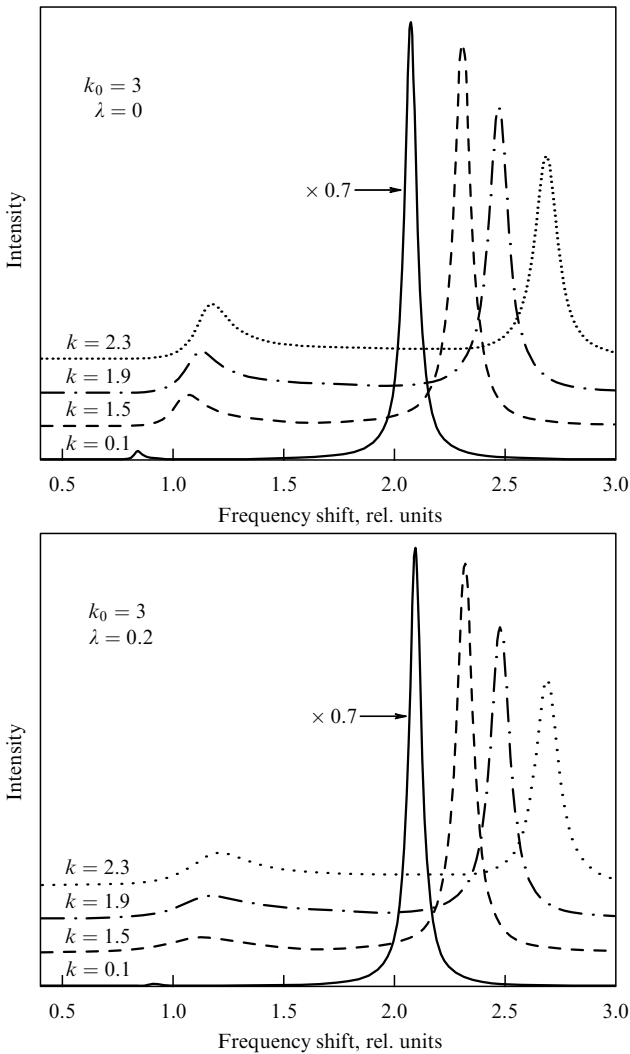 k₀ = 3
λ = 0
× 0.7
Intensity
k = 2.3
k = 1.9
k = 1.5
k = 0.1
0.5 1.0 1.5 2.0 2.5 3.0
Frequency shift, rel. units
k₀ = 3
λ = 0.2
× 0.7
Intensity
k = 2.3
k = 1.9
k = 1.5
k = 0.1
0.5 1.0 1.5 2.0 2.5 3.0
Frequency shift, rel. units